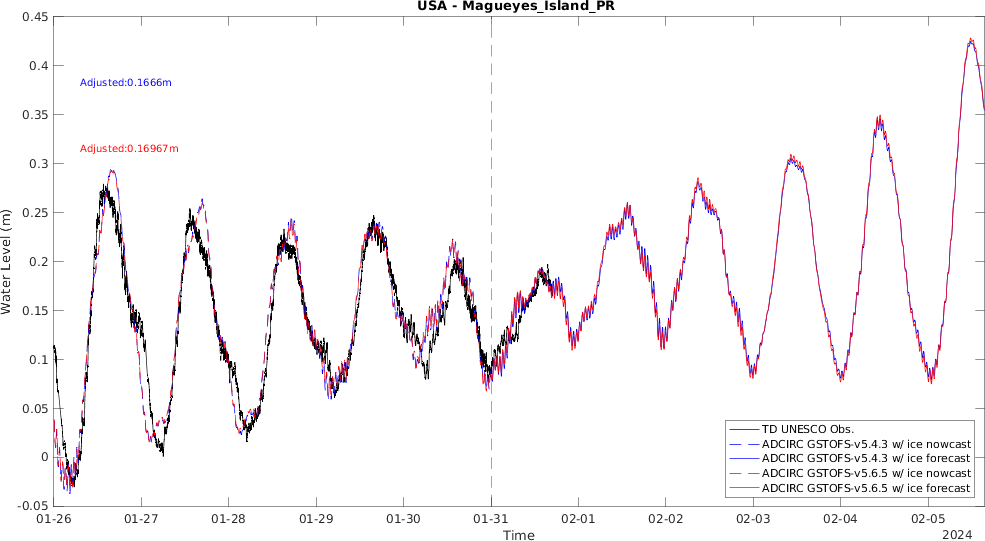 USA - Magueyes_Island_PR
0.45
0.4
0.35
0.3
0.25
0.2
0.15
0.1
0.05
0
-0.05
Water Level (m)
Adjusted:0.1666m
Adjusted:0.16967m
TD UNESCO Obs.
ADCIRC GSTOFS-v5.4.3 w/ ice nowcast
ADCIRC GSTOFS-v5.4.3 w/ ice forecast
ADCIRC GSTOFS-v5.6.5 w/ ice nowcast
ADCIRC GSTOFS-v5.6.5 w/ ice forecast
01-26 01-27 01-28 01-29 01-30 01-31 02-01 02-02 02-03 02-04 02-05
Time
2024